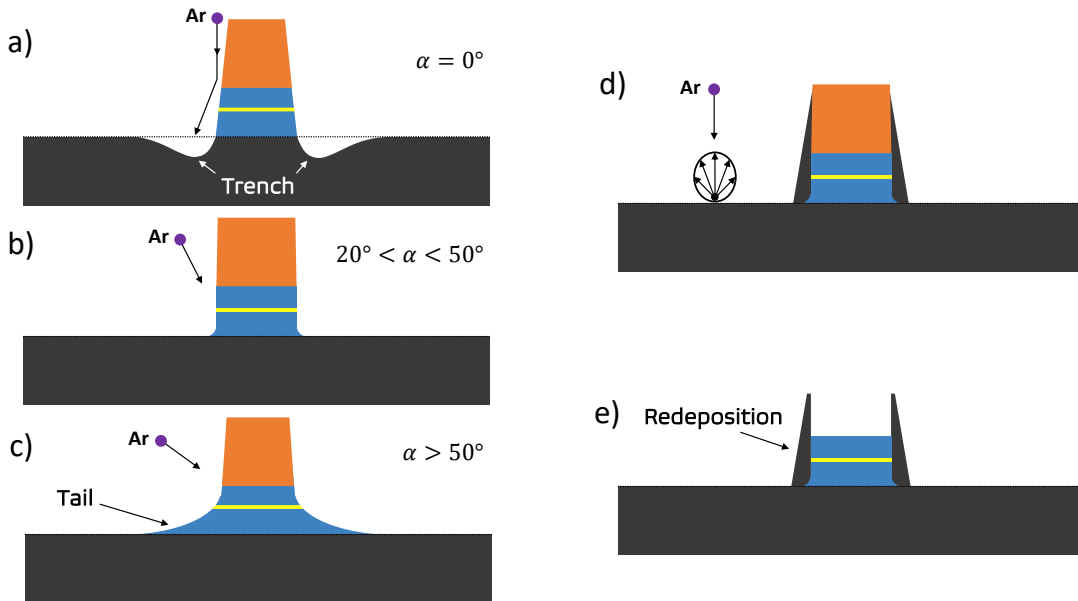 a)
Ar
α = 0°
Trench
b)
Ar
20° < α < 50°
c)
Ar
α > 50°
Tail
d)
Ar
e)
Redeposition